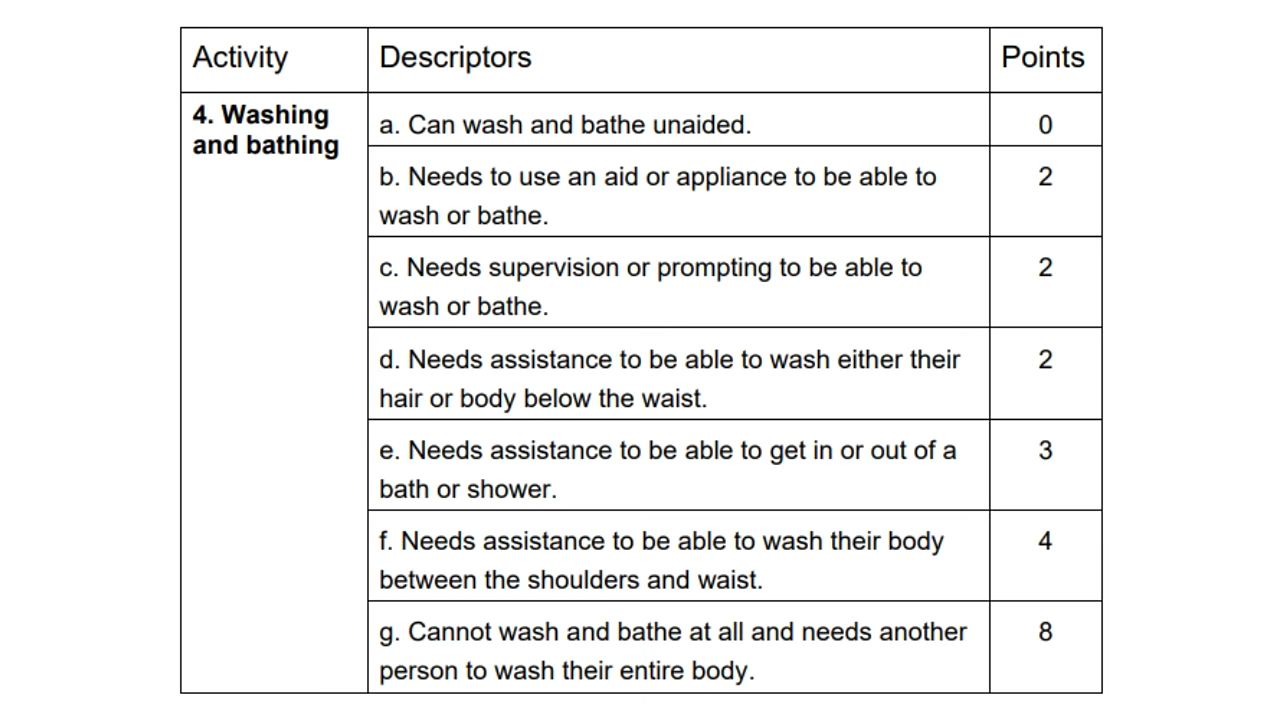 Activity
Descriptors
Points
4. Washing
and bathing
a. Can wash and bathe unaided.
0
b. Needs to use an aid or appliance to be able to
wash or bathe.
2
c. Needs supervision or prompting to be able to
wash or bathe.
2
d. Needs assistance to be able to wash either their
hair or body below the waist.
2
e. Needs assistance to be able to get in or out of a
bath or shower.
3
f. Needs assistance to be able to wash their body
between the shoulders and waist.
4
g. Cannot wash and bathe at all and needs another
person to wash their entire body.
8